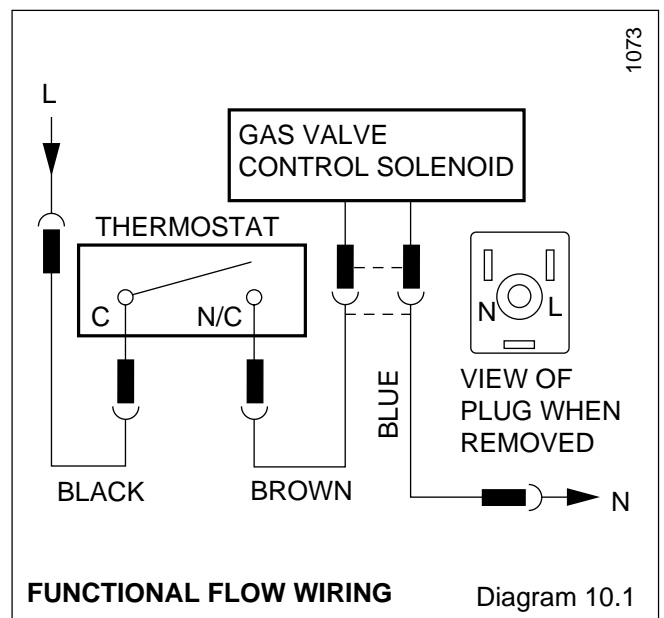 1073
L
GAS VALVE
CONTROL SOLENOID
THERMOSTAT
C
N/C
N
L
BLUE
VIEW OF
PLUG WHEN
REMOVED
BLACK
BROWN
N
FUNCTIONAL FLOW WIRING
Diagram 10.1